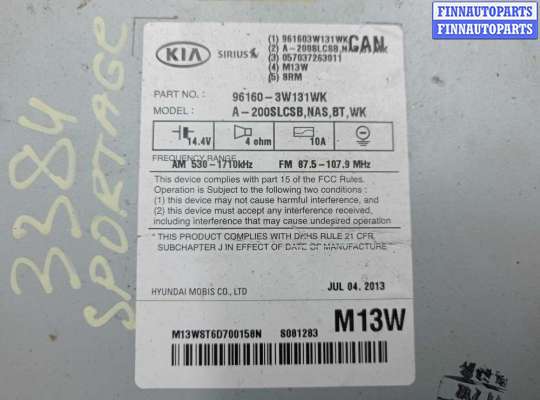 FINNAUTOPARTS
FINNAUTOPARTS
3384
SPORTAGE
KIA
SIRIUS
(1) 961603W131WK
CAN
(2) A-200SLCSB,N
(3) 057037263011
(4) M13W
(5) 8RM
PART NO. : 96160-3W131WK
MODEL : A-200SLCSB,NAS,BT,WK
14.4V 4 ohm 10A
FREQUENCY RANGE
AM 530-1710kHz FM 87.5-107.9 MHz
This device complies with part 15 of the FCC Rules.
Operation is Subject to the following two conditions :
(1) this device may not cause harmful interference, and
(2) this device must accept any interference received,
including interference that may cause undesired operation
* THIS PRODUCT COMPLIES WITH DHHS RULE 21 CFR
SUBCHAPTER J IN EFFECT OF DATE OF MANUFACTURE
HYUNDAI MOBIS CO., LTD
JUL 04. 2013
M13WST6D700158N S081283
M13W